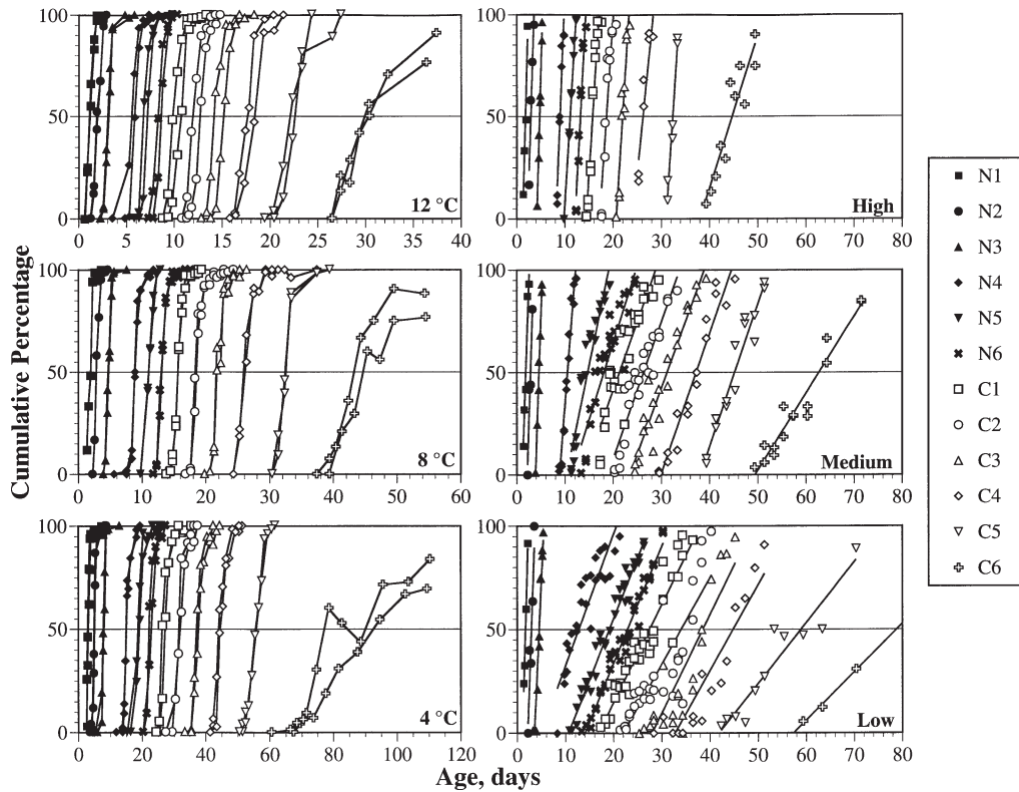 Cumulative Percentage
100
50
0
0 5 10 15 20 25 30 35 40
12 °C
100
50
0
0 10 20 30 40 50 60 70 80
High
100
50
0
0 10 20 30 40 50 60
8 °C
100
50
0
0 10 20 30 40 50 60 70 80
Medium
100
50
0
0 20 40 60 80 100 120
4 °C
100
50
0
0 10 20 30 40 50 60 70 80
Low
Age, days
N1
N2
N3
N4
N5
N6
C1
C2
C3
C4
C5
C6